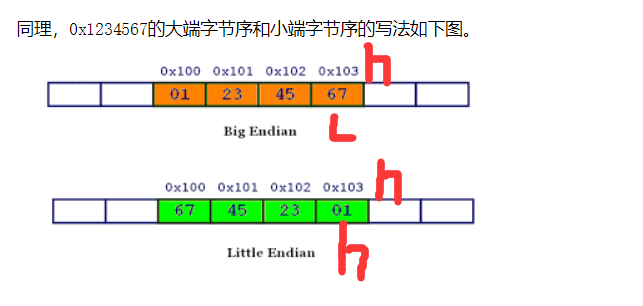 同理，0x1234567的大端字节序和小端字节序的写法如下图。
0x100 0x101 0x102 0x103 h
01 23 45 67
Big Endian L
0x100 0x101 0x102 0x103 h
67 45 23 01
Little Endian h